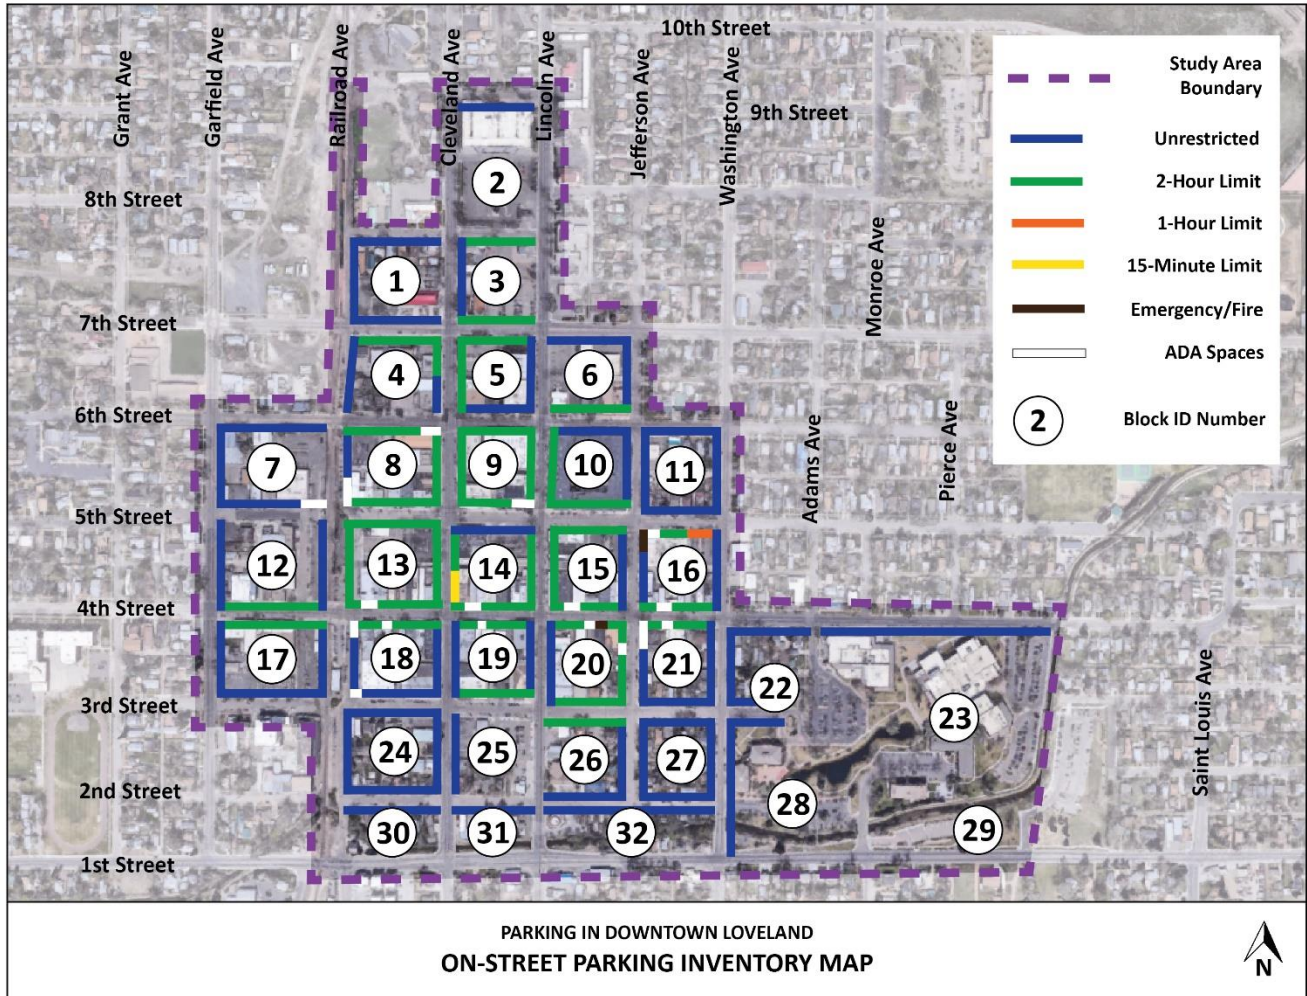 10th Street
Grant Ave
Garfield Ave
Railroad Ave
Cleveland Ave
Lincoln Ave
Jefferson Ave
Washington Ave
9th Street
8th Street
Monroe Ave
7th Street
6th Street
Adams Ave
Pierce Ave
5th Street
4th Street
3rd Street
Saint Louis Ave
2nd Street
1st Street
2
1
3
4
5
6
7
8
9
10
11
12
13
14
15
16
17
18
19
20
21
22
23
24
25
26
27
28
29
30
31
32
Study Area
Boundary
Unrestricted
2-Hour Limit
1-Hour Limit
15-Minute Limit
Emergency/Fire
ADA Spaces
2
Block ID Number
PARKING IN DOWNTOWN LOVELAND
ON-STREET PARKING INVENTORY MAP
N